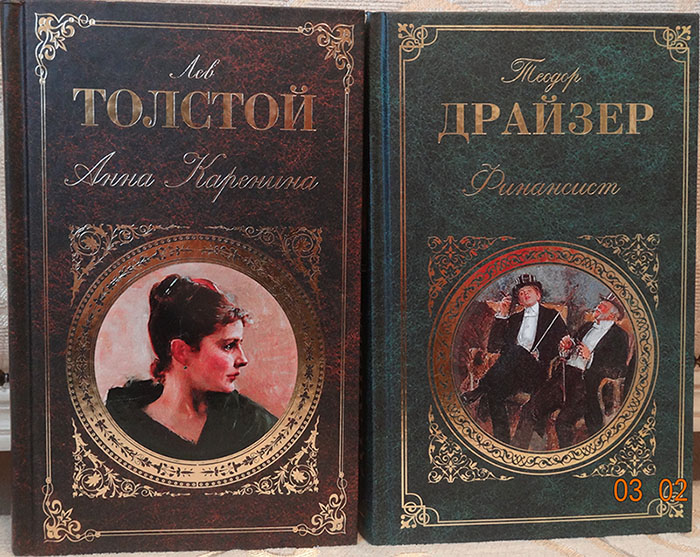 Лев
ТОЛСТОЙ
Анна Каренина
Теодор
ДРАЙЗЕР
Финансист
03 02